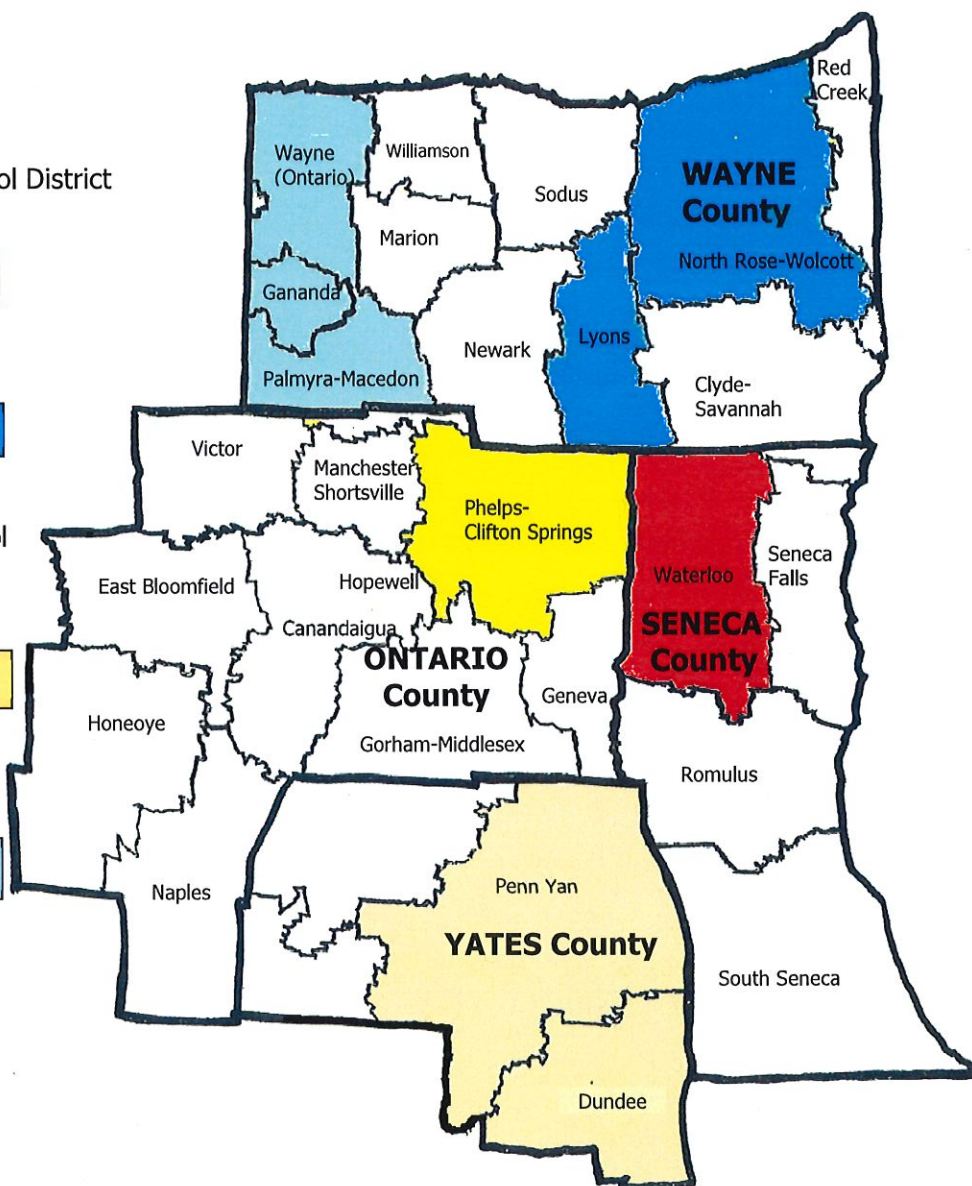 ol District
ol
Red
Creek
Wayne
(Ontario)
Williamson
Sodus
WAYNE
County
Marion
North Rose-Wolcott
Gananda
Newark
Lyons
Palmyra-Macedon
Clyde-
Savannah
Victor
Manchester
Shortsville
Phelps-
Clifton Springs
Waterloo
Seneca
Falls
East Bloomfield
Hopewell
Canandaigua
SENECA
County
ONTARIO
County
Geneva
Honeoye
Gorham-Middlesex
Romulus
Naples
Penn Yan
YATES County
South Seneca
Dundee